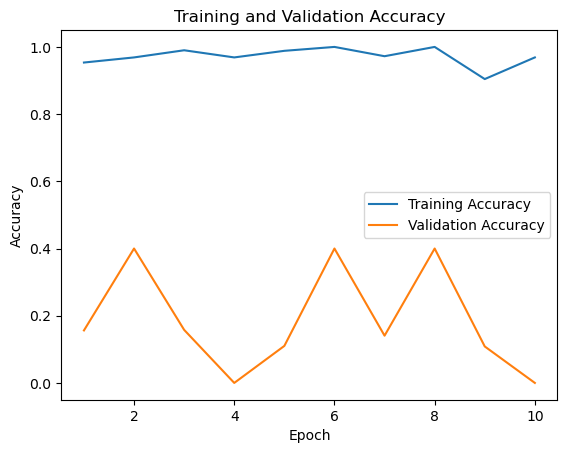 Training and Validation Accuracy
1.0
0.8
0.6
0.4
0.2
0.0
Accuracy
Training Accuracy
Validation Accuracy
2
4
6
8
10
Epoch